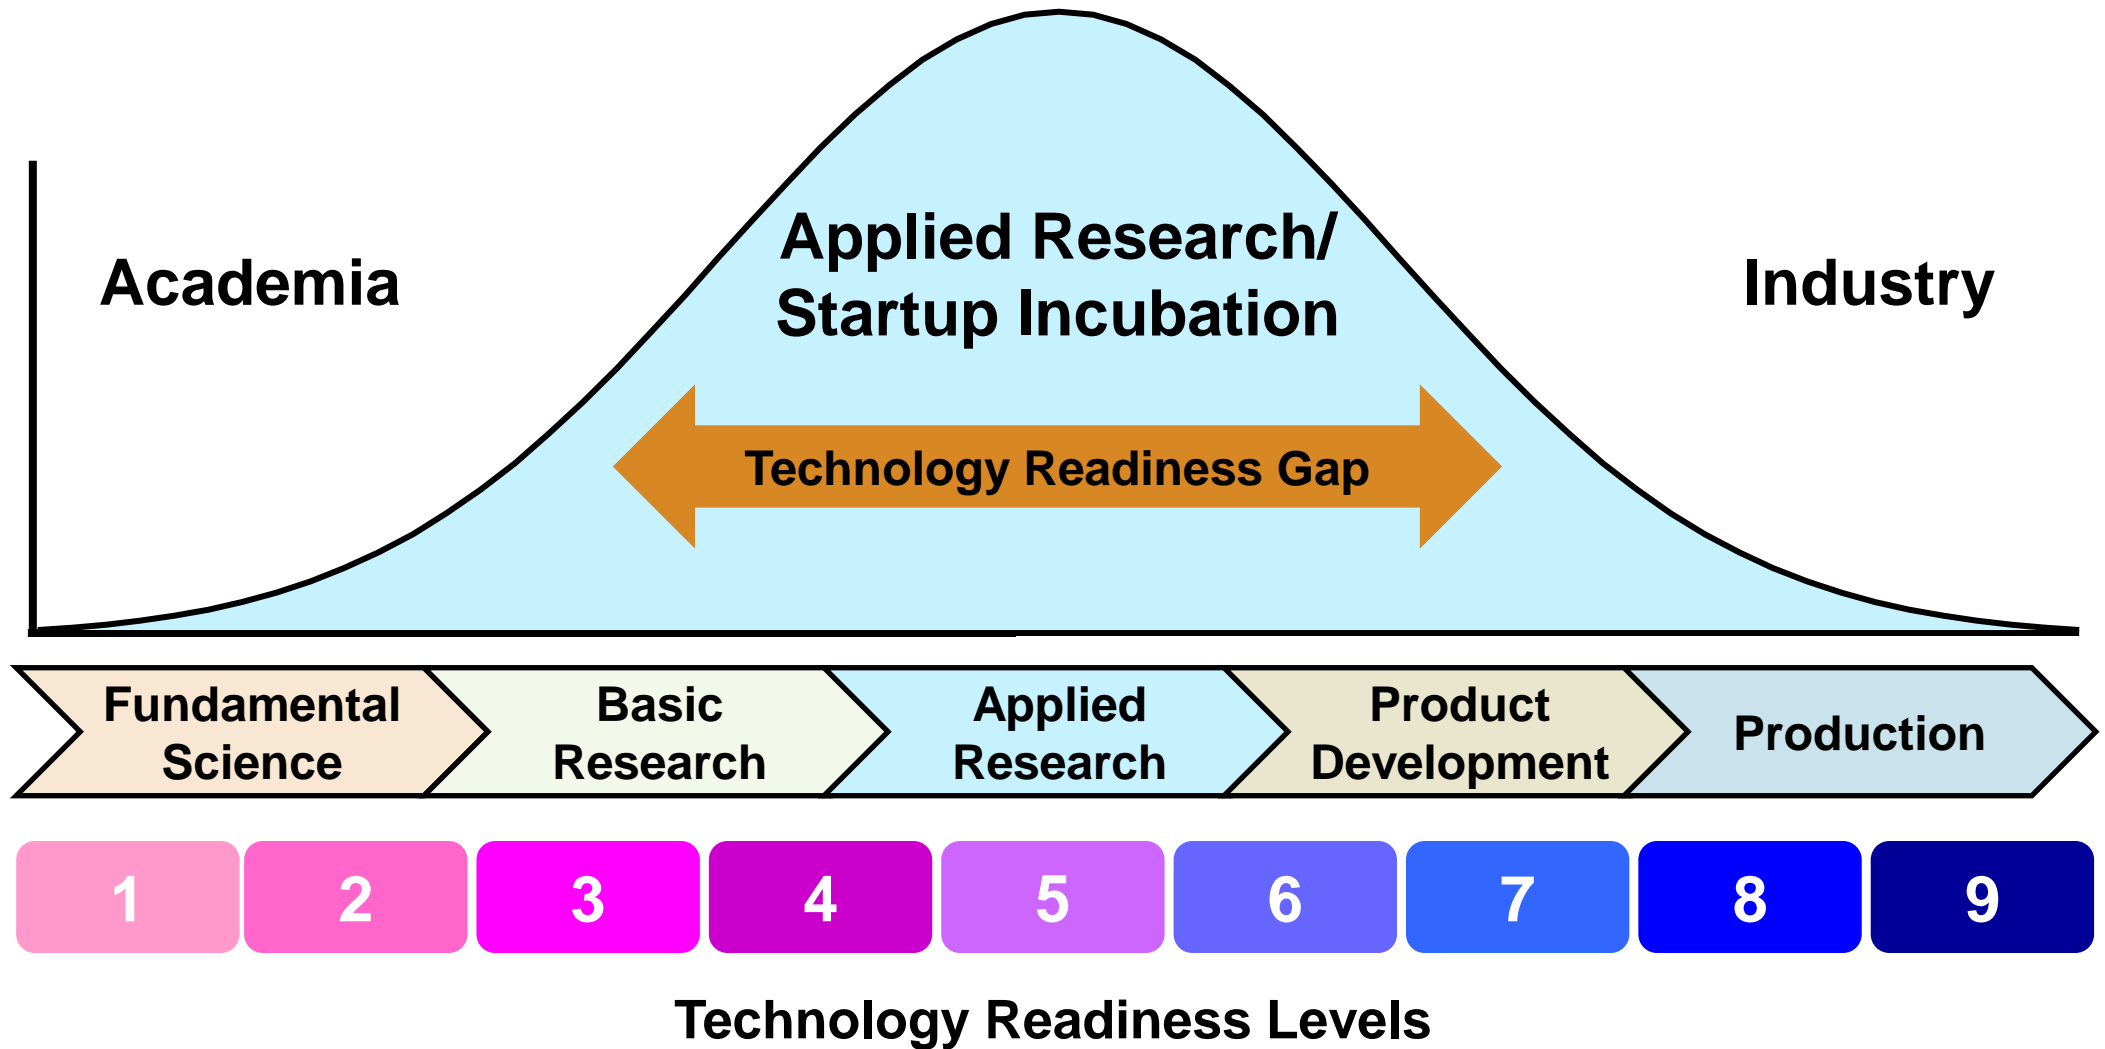 Academia
Applied Research/
Startup Incubation
Industry
Technology Readiness Gap
Fundamental
Science
Basic
Research
Applied
Research
Product
Development
Production
1
2
3
4
5
6
7
8
9
Technology Readiness Levels